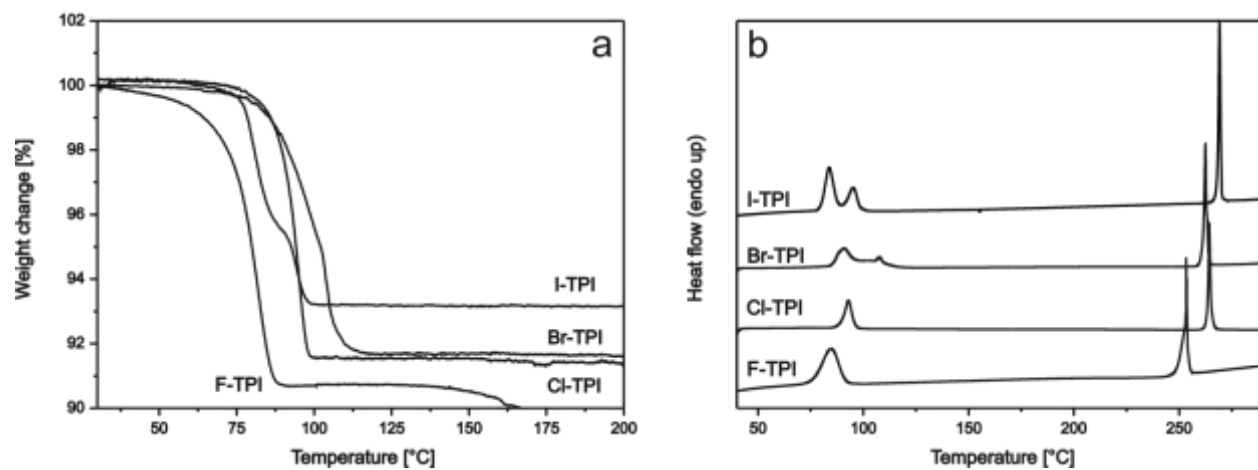 a
Weight change [%]
102
100
98
96
94
92
90
I-TPI
Br-TPI
F-TPI
Cl-TPI
50
75
100
125
150
175
200
Temperature [°C]
b
Heat flow (endo up)
I-TPI
Br-TPI
Cl-TPI
F-TPI
50
100
150
200
250
Temperature [°C]